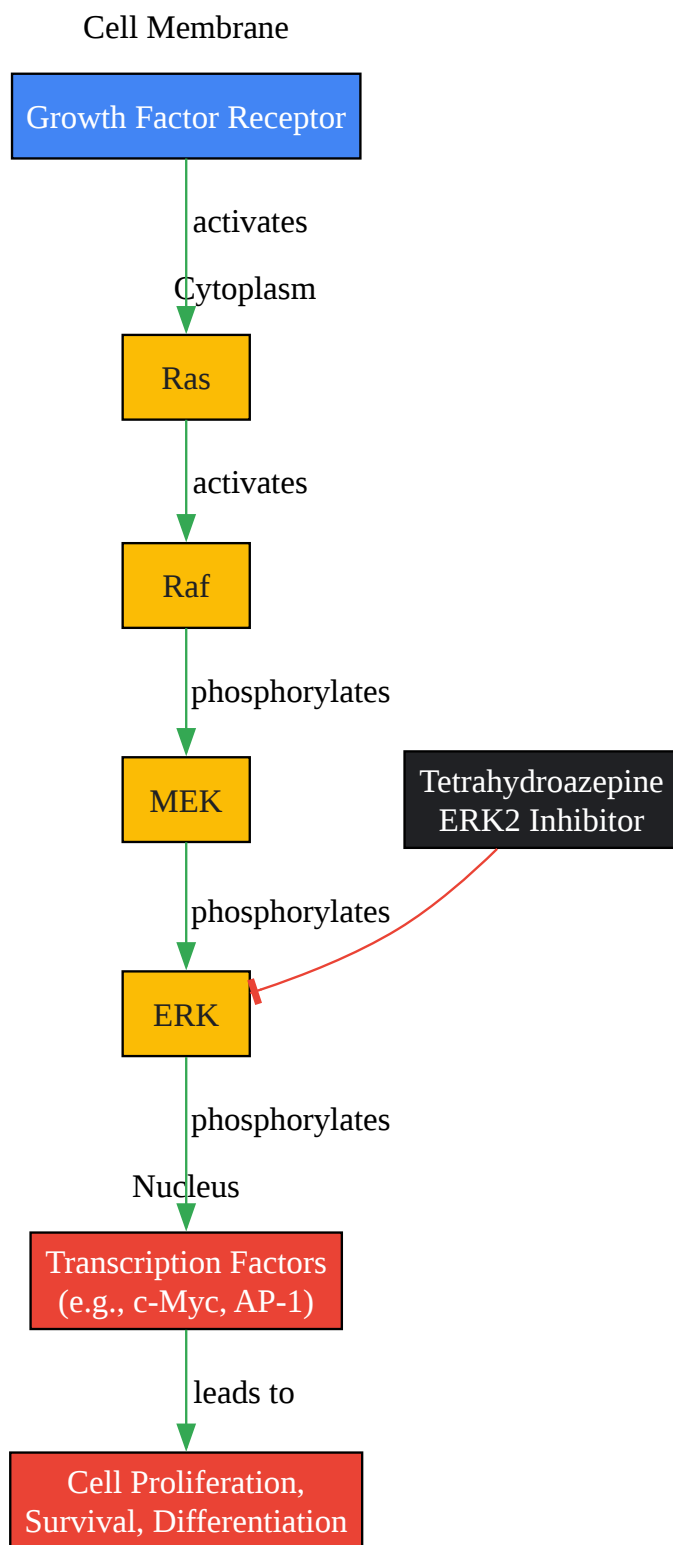 Cell Membrane
Growth Factor Receptor
activates
Cytoplasm
Ras
activates
Raf
phosphorylates
MEK
Tetrahydroazepine
ERK2 Inhibitor
phosphorylates
ERK
phosphorylates
Nucleus
Transcription Factors
(e.g., c-Myc, AP-1)
leads to
Cell Proliferation,
Survival, Differentiation